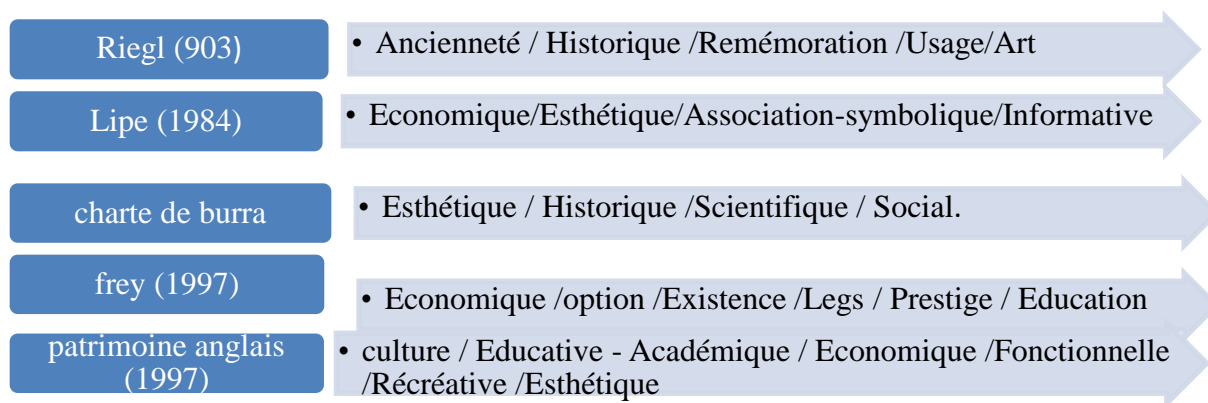 Riegl (903)
• Ancienneté / Historique /Remémoration /Usage/Art
Lipe (1984)
• Economique/Esthétique/Association-symbolique/Informative
charte de burra
• Esthétique / Historique /Scientifique / Social.
frey (1997)
• Economique /option /Existence /Legs / Prestige / Education
patrimoine anglais
(1997)
• culture / Educative - Académique / Economique /Fonctionnelle
/Récréative /Esthétique